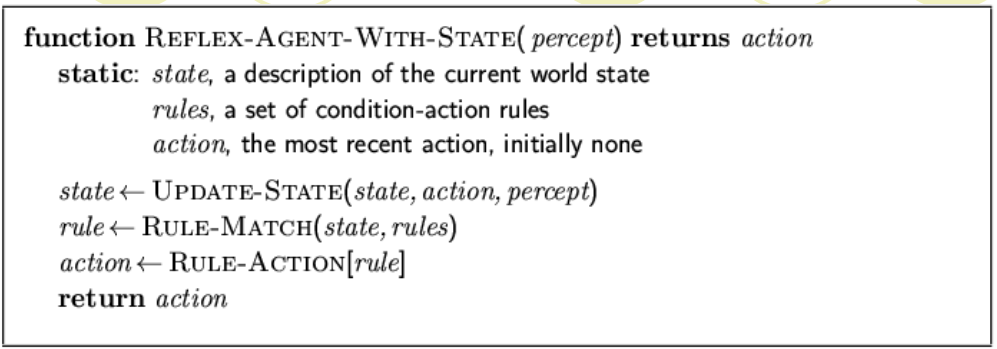 function REFLEX-AGENT-WITH-STATE( percept) returns action
static: state, a description of the current world state
rules, a set of condition-action rules
action, the most recent action, initially none
state ← UPDATE-STATE(state, action, percept)
rule ← RULE-MATCH(state, rules)
action ← RULE-ACTION[rule]
return action